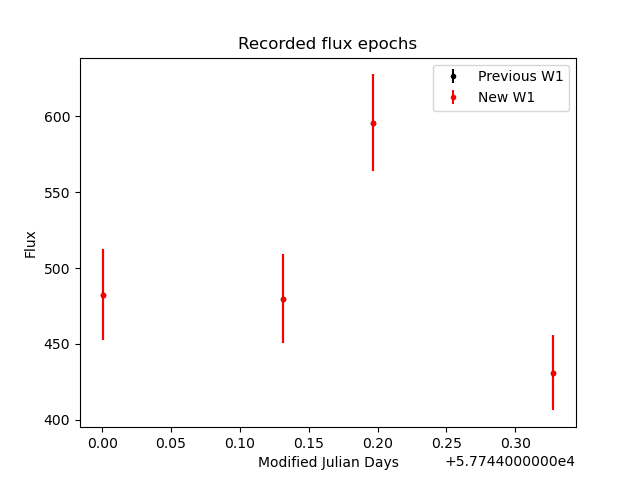 Recorded flux epochs
Previous W1
New W1
Flux
600
550
500
450
400
0.00 0.05 0.10 0.15 0.20 0.25 0.30
Modified Julian Days
+5.7744000000e4